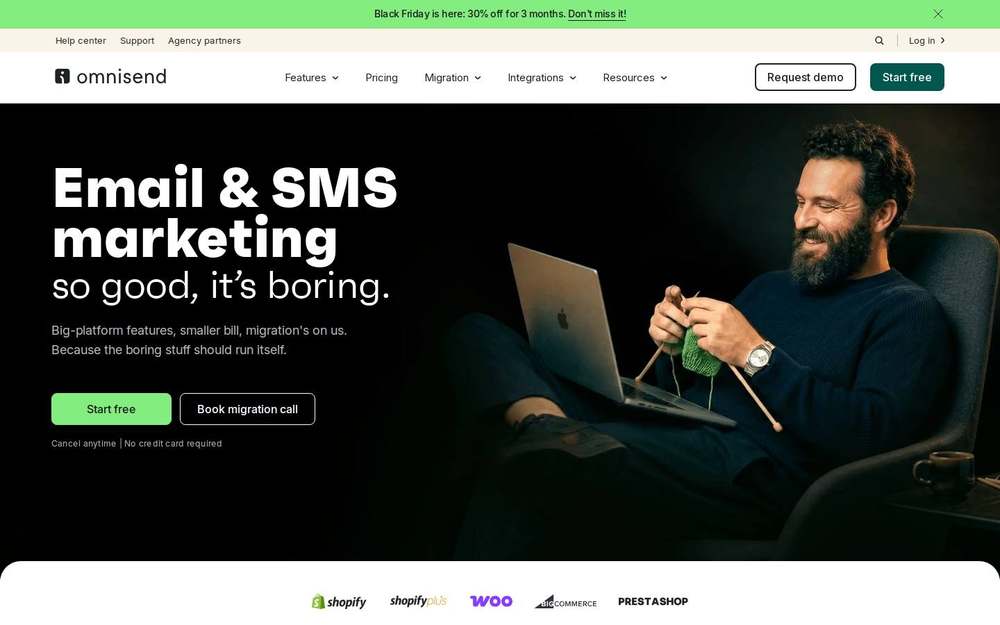 Black Friday is here: 30% off for 3 months. Don't miss it!
Help center Support Agency partners
Log in
omnisend
Features Pricing Migration Integrations Resources
Request demo Start free
Email & SMS
marketing
so good, it's boring.
Big-platform features, smaller bill, migration's on us.
Because the boring stuff should run itself.
Start free Book migration call
Cancel anytime | No credit card required
shopify shopifyplus WOO BIGCOMMERCE PRESTASHOP